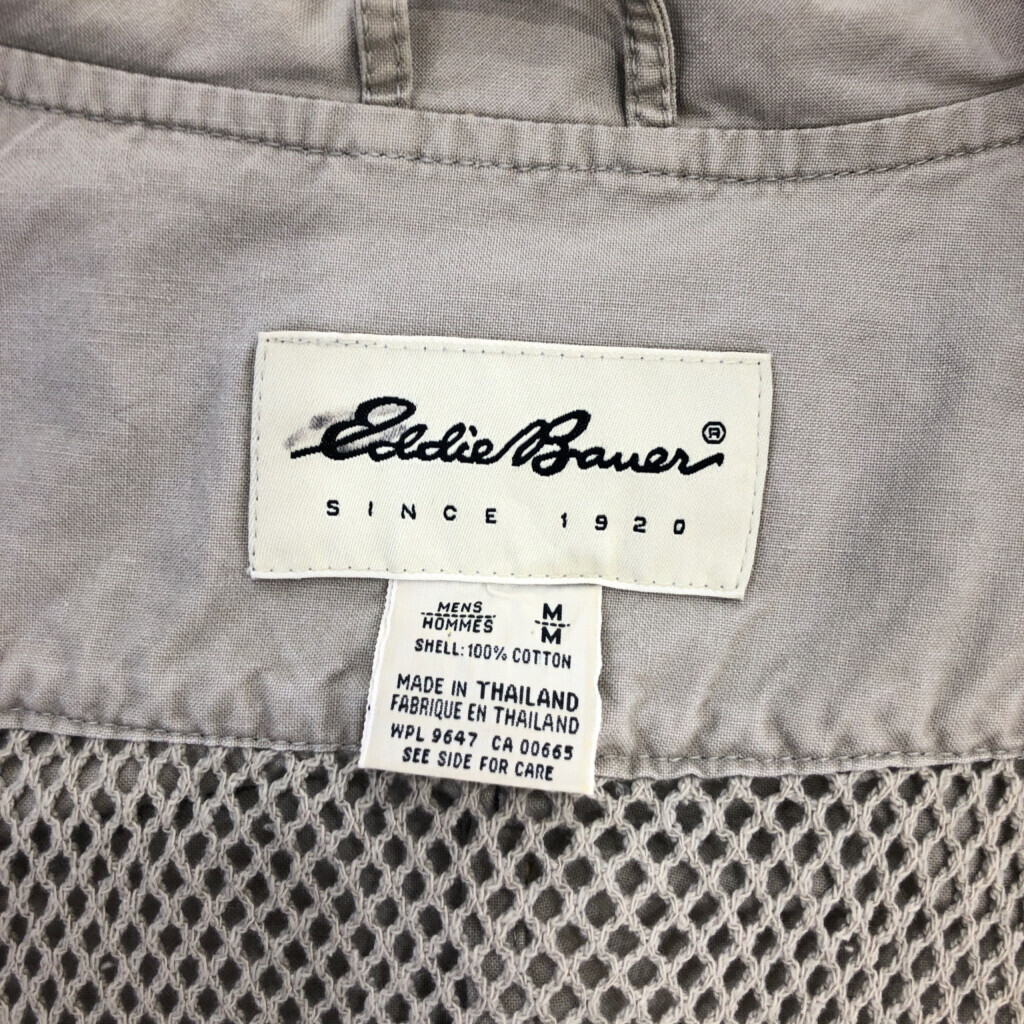 Eddie Bauer ®
SINCE 1920
MENS M
HOMMES M
SHELL: 100% COTTON
MADE IN THAILAND
FABRIQUE EN THAILAND
WPL 9647 CA 00665
SEE SIDE FOR CARE